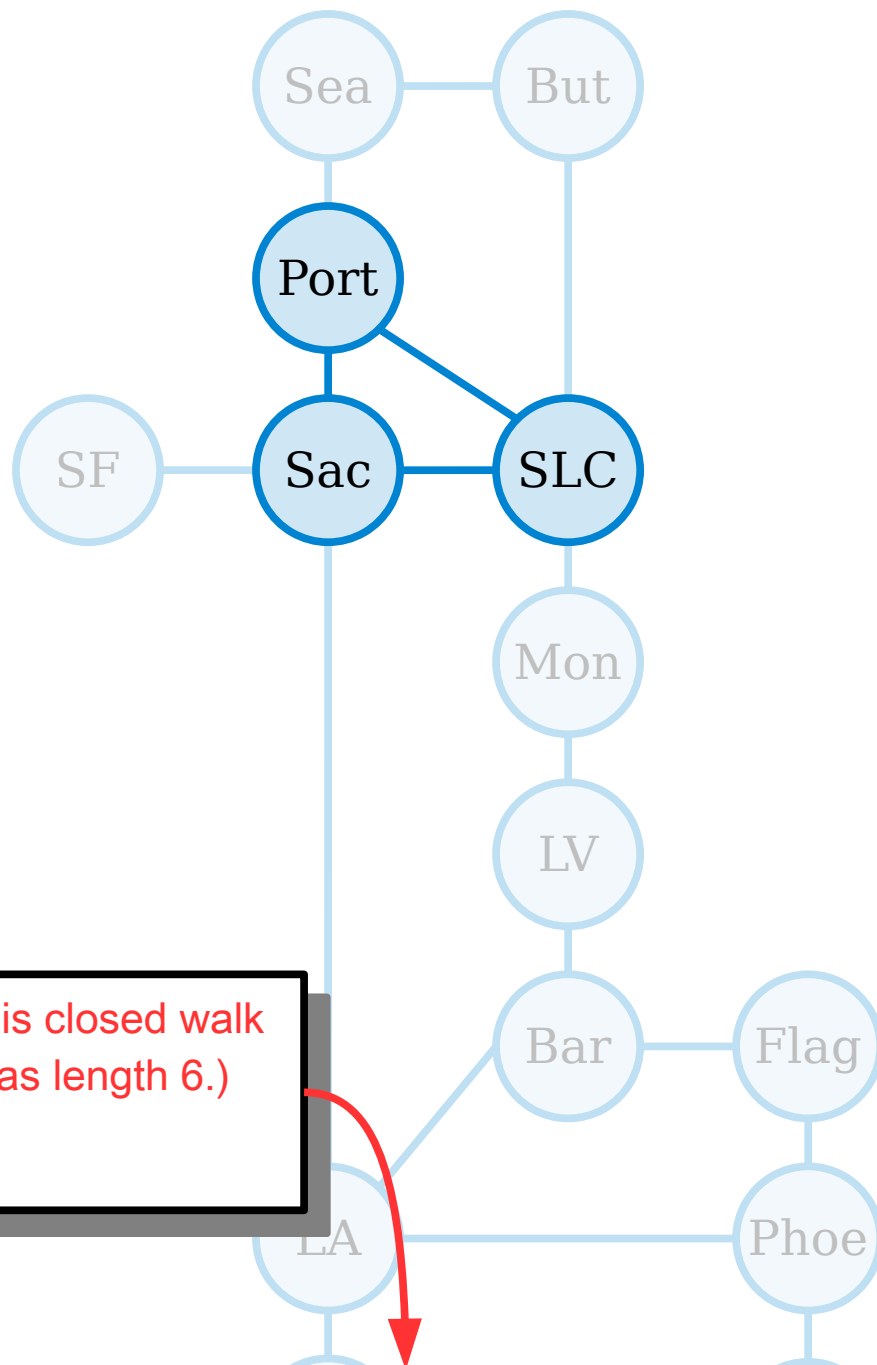 Sea But
Port
SF Sac SLC
Mon
LV
is closed walk
as length 6.)
Bar Flag
LA Phoe